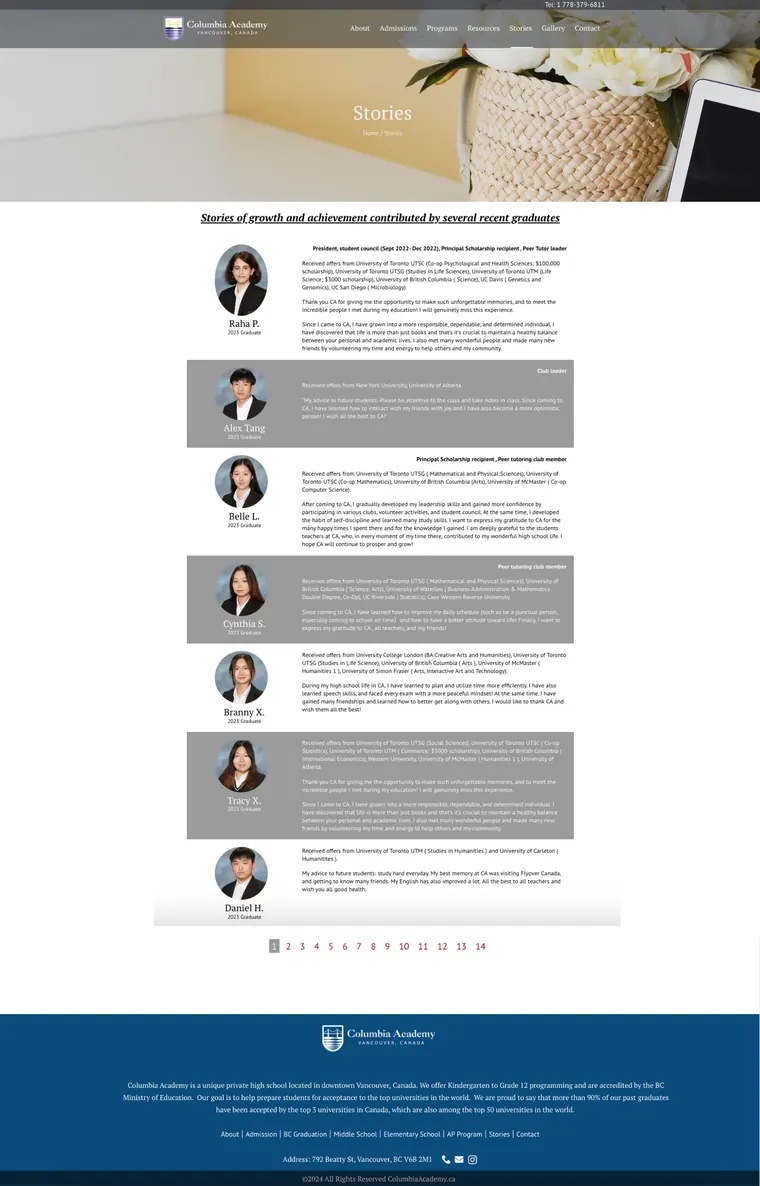 Tel: 1 778-379-6811
Columbia Academy
VANCOUVER, CANADA
About Admissions Programs Resources Stories Gallery Contact
Stories
Home / Stories
Stories of growth and achievement contributed by several recent graduates
President, student council (Sept 2022- Dec 2022), Principal Scholarship recipient , Peer Tutor leader
Received offers from University of Toronto UTSC (Co-op Psychological and Health Sciences; $100,000
scholarship), University of Toronto UTSG (Studies in Life Sciences), University of Toronto UTM (Life
Science; $3000 scholarship), University of British Columbia ( Science), UC Davis ( Genetics and
Genomics), UC San Diego ( Microbiology)
Thank you CA for giving me the opportunity to make such unforgettable memories, and to meet the
incredible people I met during my education! I will genuinely miss this experience.
Since I came to CA, I have grown into a more responsible, dependable, and determined individual. I
have discovered that life is more than just books and that's it's crucial to maintain a healthy balance
between your personal and academic lives. I also met many wonderful people and made many new
friends by volunteering my time and energy to help others and my community.
Raha P.
2023 Graduate
Club leader
Received offers from New York University, University of Alberta
"My advice to future students: Please be attentive to the class and take notes in class. Since coming to
CA, I have learned how to interact with my friends with joy and I have also become a more optimistic
person! I wish all the best to CA!"
Alex Tang
2023 Graduate
Principal Scholarship recipient , Peer tutoring club member
Received offers from University of Toronto UTSG ( Mathematical and Physical Sciences), University of
Toronto UTSC (Co-op Mathematics), University of British Columbia (Arts), University of McMaster ( Co-op
Computer Science).
After coming to CA, I gradually developed my leadership skills and gained more confidence by
participating in various clubs, volunteer activities, and student council. At the same time, I developed
the habit of self-discipline and learned many study skills. I want to express my gratitude to CA for the
many happy times I spent there and for the knowledge I gained. I am deeply grateful to the students
teachers at CA, who, in every moment of my time there, contributed to my wonderful high school life. I
hope CA will continue to prosper and grow!
Belle L.
2023 Graduate
Peer tutoring club member
Received offers from University of Toronto UTSG ( Mathematical and Physical Sciences), University of
British Columbia ( Science, Arts), University of Waterloo ( Business Administration & Mathematics
Double Degree, Co-Op), UC Riverside ( Statistics), Case Western Reserve University
Since coming to CA, I have learned how to improve my daily schedule (such as be a punctual person,
especially coming to school on time) and how to have a better attitude toward life! Finally, I want to
express my gratitude to CA , all teachers, and my friends!
Cynthia S.
2023 Graduate
Received offers from University College London (BA Creative Arts and Humanities), University of Toronto
UTSG (Studies in Life Science), University of British Columbia ( Arts ), University of McMaster (
Humanities 1 ), University of Simon Fraser ( Arts, Interactive Art and Technology).
During my high school life in CA, I have learned to plan and utilize time more efficiently. I have also
learned speech skills, and faced every exam with a more peaceful mindset! At the same time, I have
gained many friendships and learned how to better get along with others. I would like to thank CA and
wish them all the best!
Branny X.
2023 Graduate
Received offers from University of Toronto UTSG (Social Sciences) University of Toronto UTSC ( Co-op
Statistics), University of Toronto UTM ( Commerce; $3000 scholarship), University of British Columbia (
International Economics), Western University, University of McMaster ( Humanities 1 ), University of
Alberta.
Thank you CA for giving me the opportunity to make such unforgettable memories, and to meet the
incredible people I met during my education! I will genuinely miss this experience.
Since I came to CA, I have grown into a more responsible, dependable, and determined individual. I
have discovered that life is more than just books and that's it's crucial to maintain a healthy balance
between your personal and academic lives. I also met many wonderful people and made many new
friends by volunteering my time and energy to help others and my community.
Tracy X.
2023 Graduate
Received offers from University of Toronto UTM ( Studies in Humanities ) and University of Carleton (
Humanitites ).
My advice to future students: study hard everyday. My best memory at CA was visiting Flyover Canada,
and getting to know many friends. My English has also improved a lot. All the best to all teachers and
wish you all good health.
Daniel H.
2023 Graduate
1 2 3 4 5 6 7 8 9 10 11 12 13 14
Columbia Academy
VANCOUVER, CANADA
Columbia Academy is a unique private high school located in downtown Vancouver, Canada. We offer Kindergarten to Grade 12 programming and are accredited by the BC
Ministry of Education. Our goal is to help prepare students for acceptance to the top universities in the world. We are proud to say that more than 90% of our past graduates
have been accepted by the top 3 universities in Canada, which are also among the top 50 universities in the world.
About | Admission | BC Graduation | Middle School | Elementary School | AP Program | Stories | Contact
Address: 792 Beatty St, Vancouver, BC V6B 2M1
©2024 All Rights Reserved ColumbiaAcademy.ca